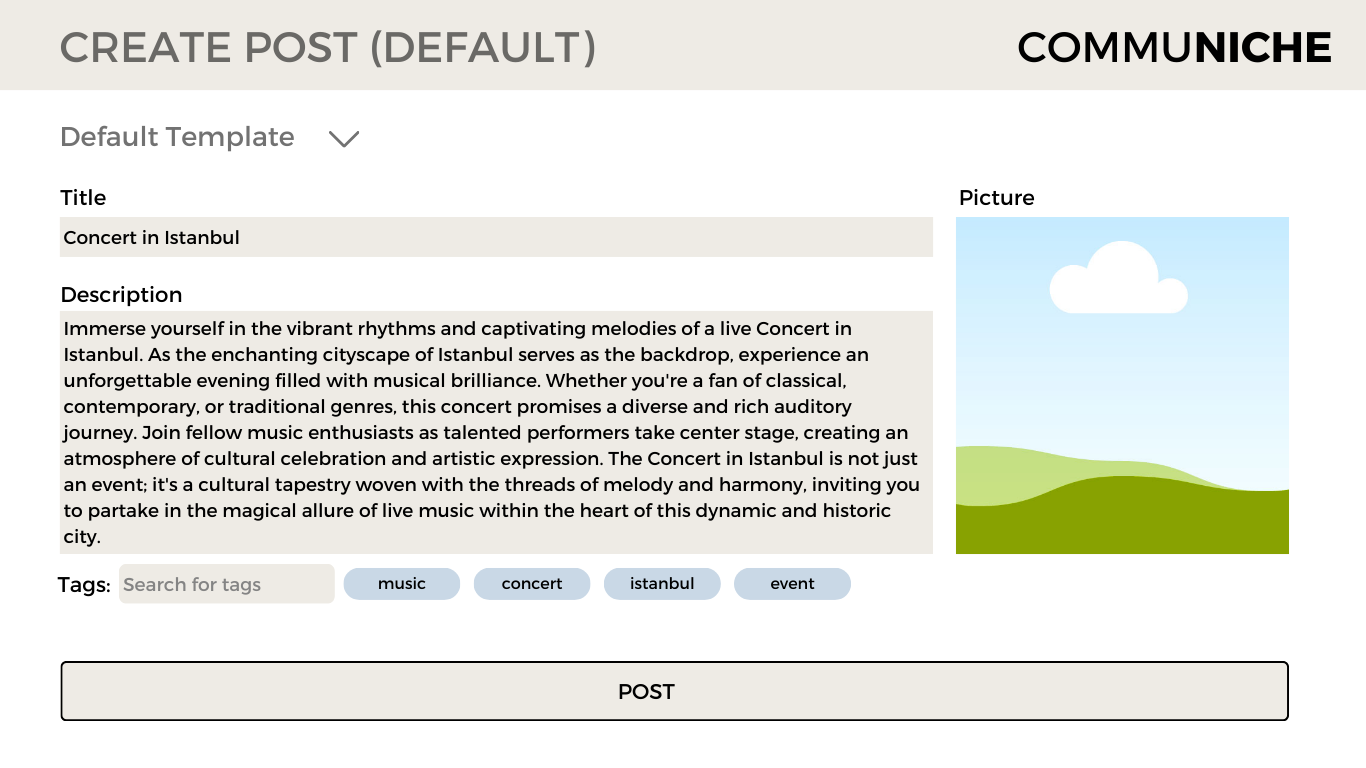 CREATE POST (DEFAULT)
COMMUNICHE
Default Template
Title
Picture
Concert in Istanbul
Description
Immerse yourself in the vibrant rhythms and captivating melodies of a live Concert in
Istanbul. As the enchanting cityscape of Istanbul serves as the backdrop, experience an
unforgettable evening filled with musical brilliance. Whether you're a fan of classical,
contemporary, or traditional genres, this concert promises a diverse and rich auditory
journey. Join fellow music enthusiasts as talented performers take center stage, creating an
atmosphere of cultural celebration and artistic expression. The Concert in Istanbul is not just
an event; it's a cultural tapestry woven with the threads of melody and harmony, inviting you
to partake in the magical allure of live music within the heart of this dynamic and historic
city.
Tags: Search for tags music concert istanbul event
POST